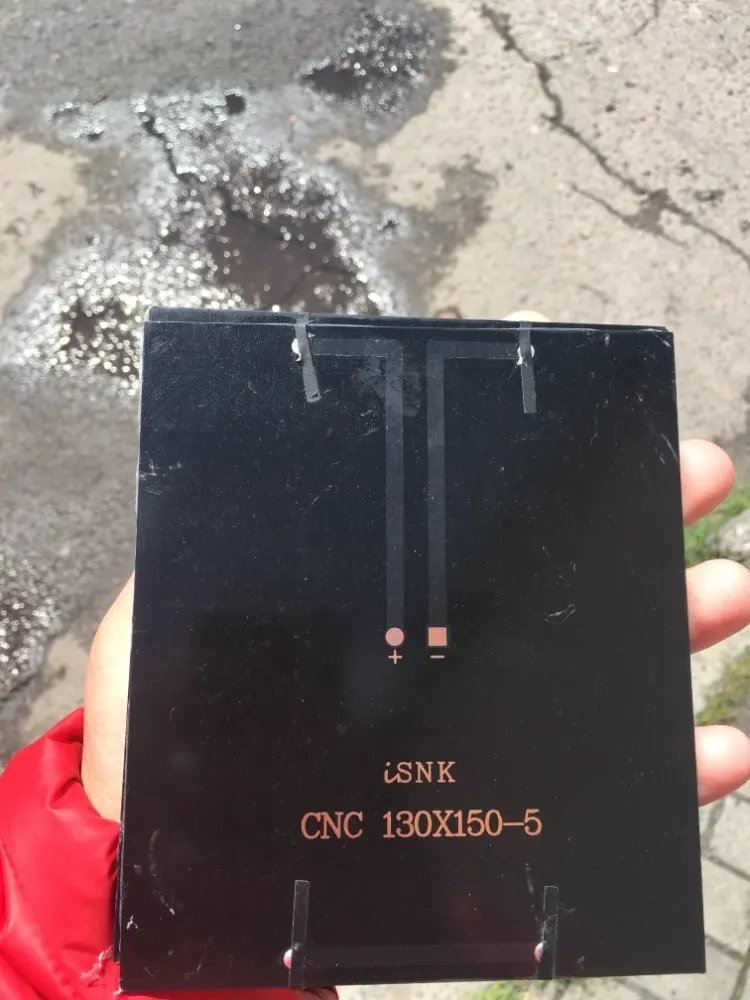 + −
iSNK
CNC 130X150-5